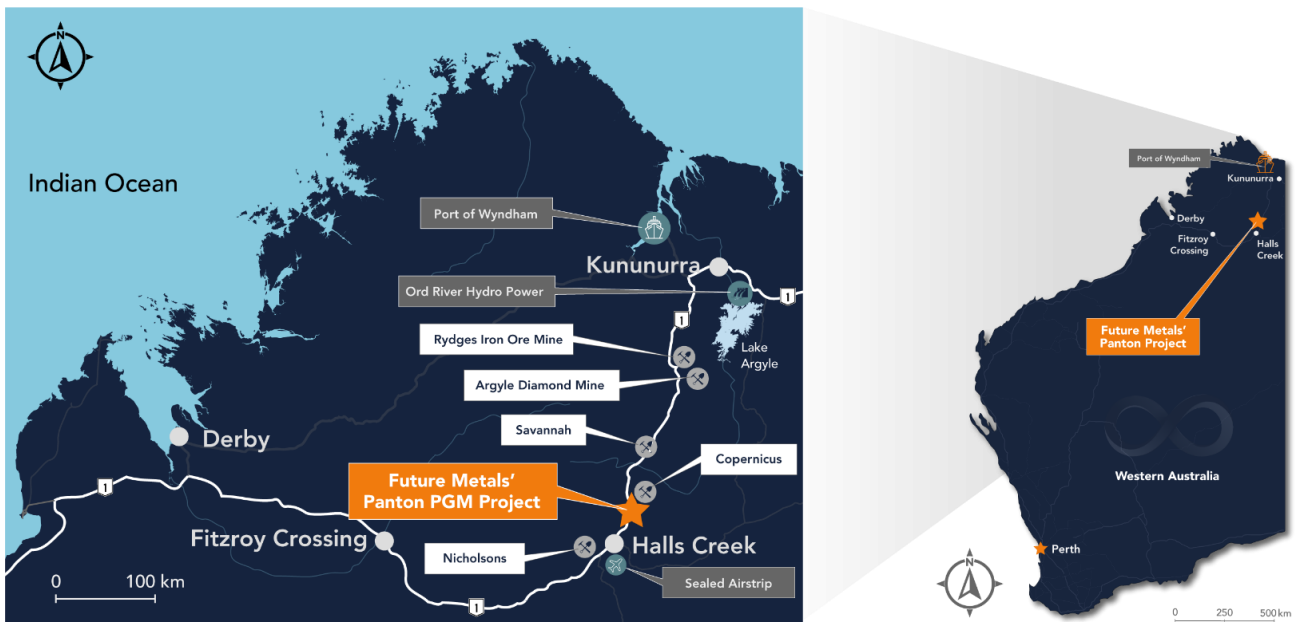 N
Indian Ocean
Port of Wyndham
Kununurra
Ord River Hydro Power
1
1
Rydges Iron Ore Mine
Lake
Argyle
Argyle Diamond Mine
Savannah
Derby
Copernicus
1
Future Metals'
Panton PGM Project
Fitzroy Crossing
Halls Creek
Nicholsons
Sealed Airstrip
0 100 km
1
Port of Wyndham
Kununurra
Derby
Fitzroy
Crossing
Halls
Creek
Future Metals'
Panton Project
Western Australia
Perth
N
0 250 500 km